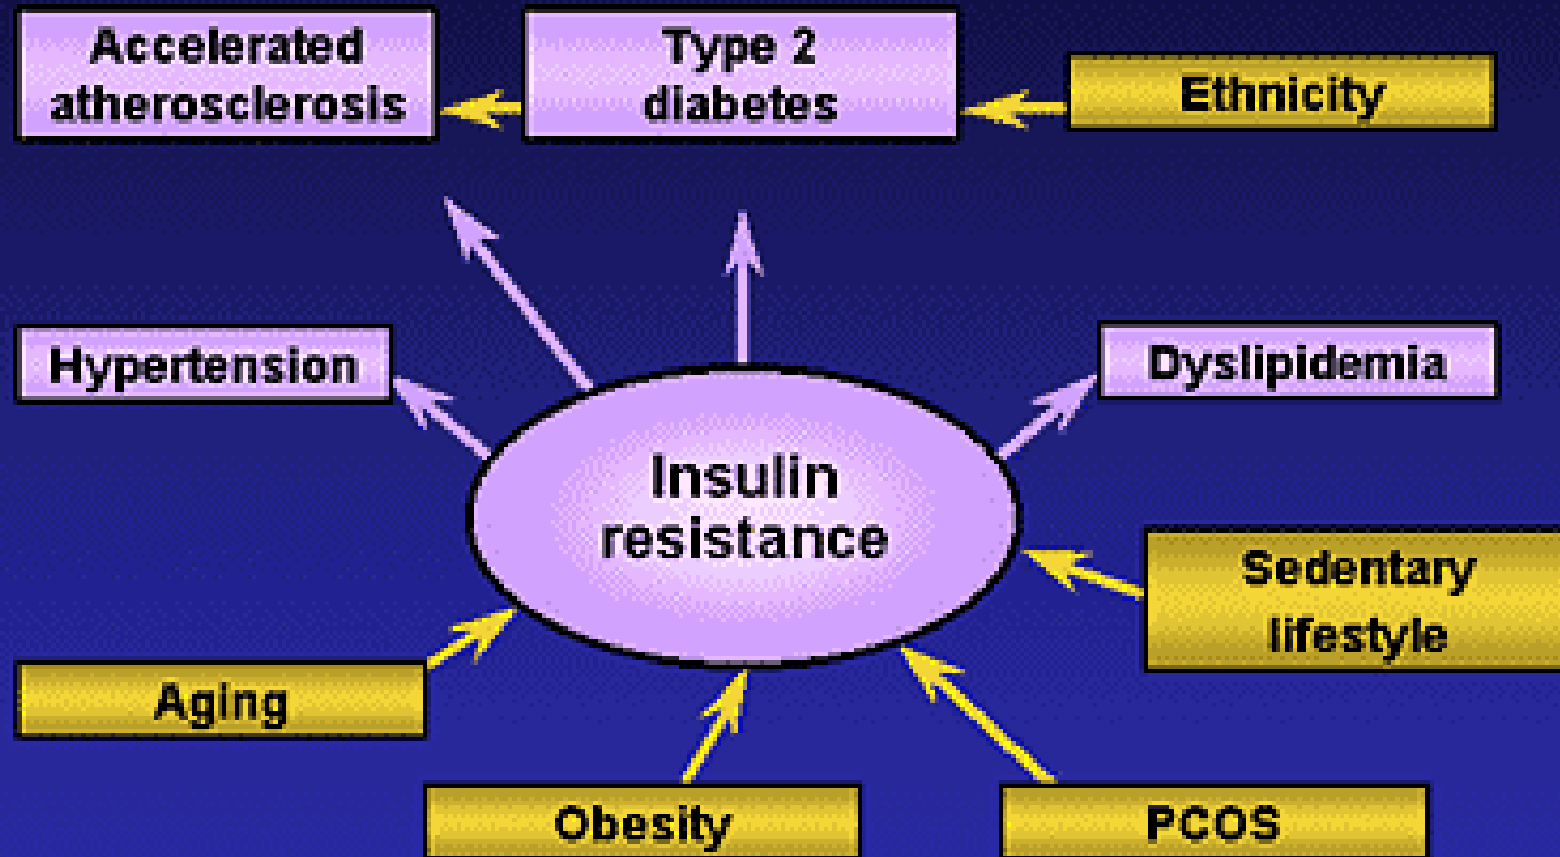 Accelerated
atherosclerosis
Type 2
diabetes
Ethnicity
Hypertension
Dyslipidemia
Insulin
resistance
Sedentary
lifestyle
Aging
Obesity
PCOS